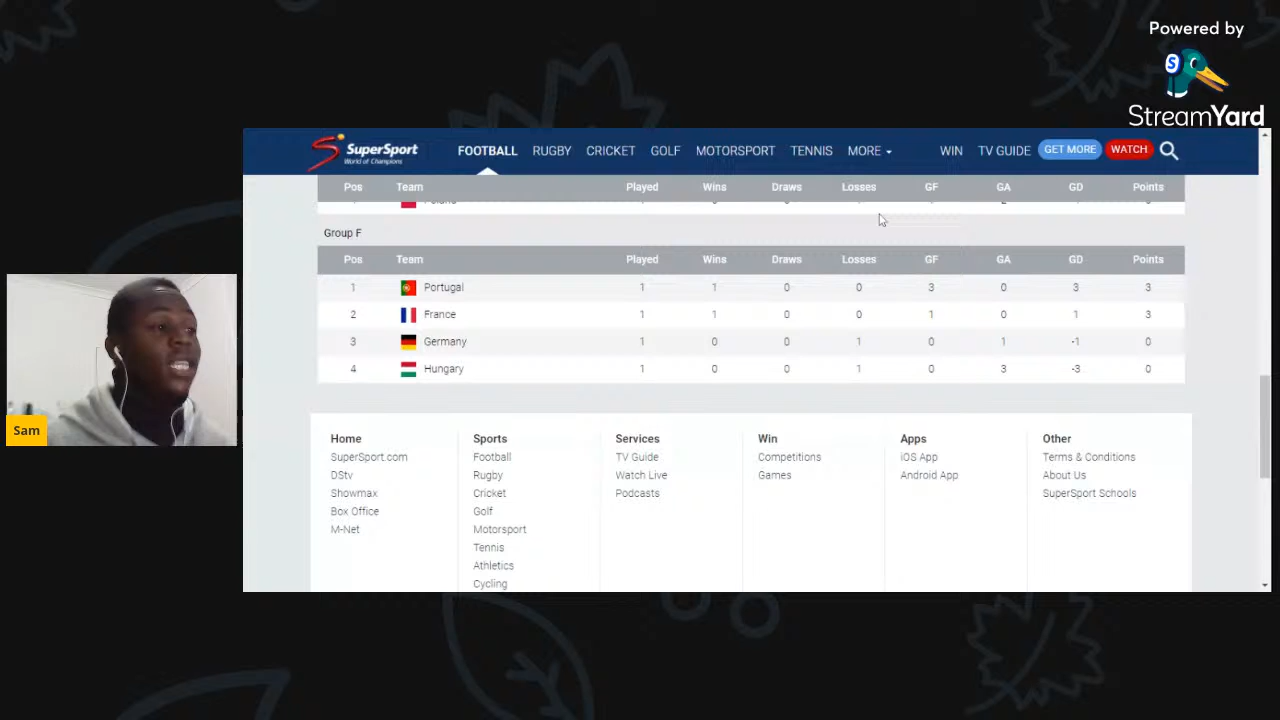 Powered by
S
StreamYard
SuperSport
World of Champions
FOOTBALL RUGBY CRICKET GOLF MOTORSPORT TENNIS MORE WIN TV GUIDE GET MORE WATCH
Pos Team Played Wins Draws Losses GF GA GD Points
Group F
Pos Team Played Wins Draws Losses GF GA GD Points
1 Portugal 1 1 0 0 3 0 3 3
2 France 1 1 0 0 1 0 1 3
3 Germany 1 0 0 1 0 1 -1 0
4 Hungary 1 0 0 1 0 3 -3 0
Sam
Home
SuperSport.com
DStv
Showmax
Box Office
M-Net
Sports
Football
Rugby
Cricket
Golf
Motorsport
Tennis
Athletics
Cycling
Services
TV Guide
Watch Live
Podcasts
Win
Competitions
Games
Apps
iOS App
Android App
Other
Terms & Conditions
About Us
SuperSport Schools